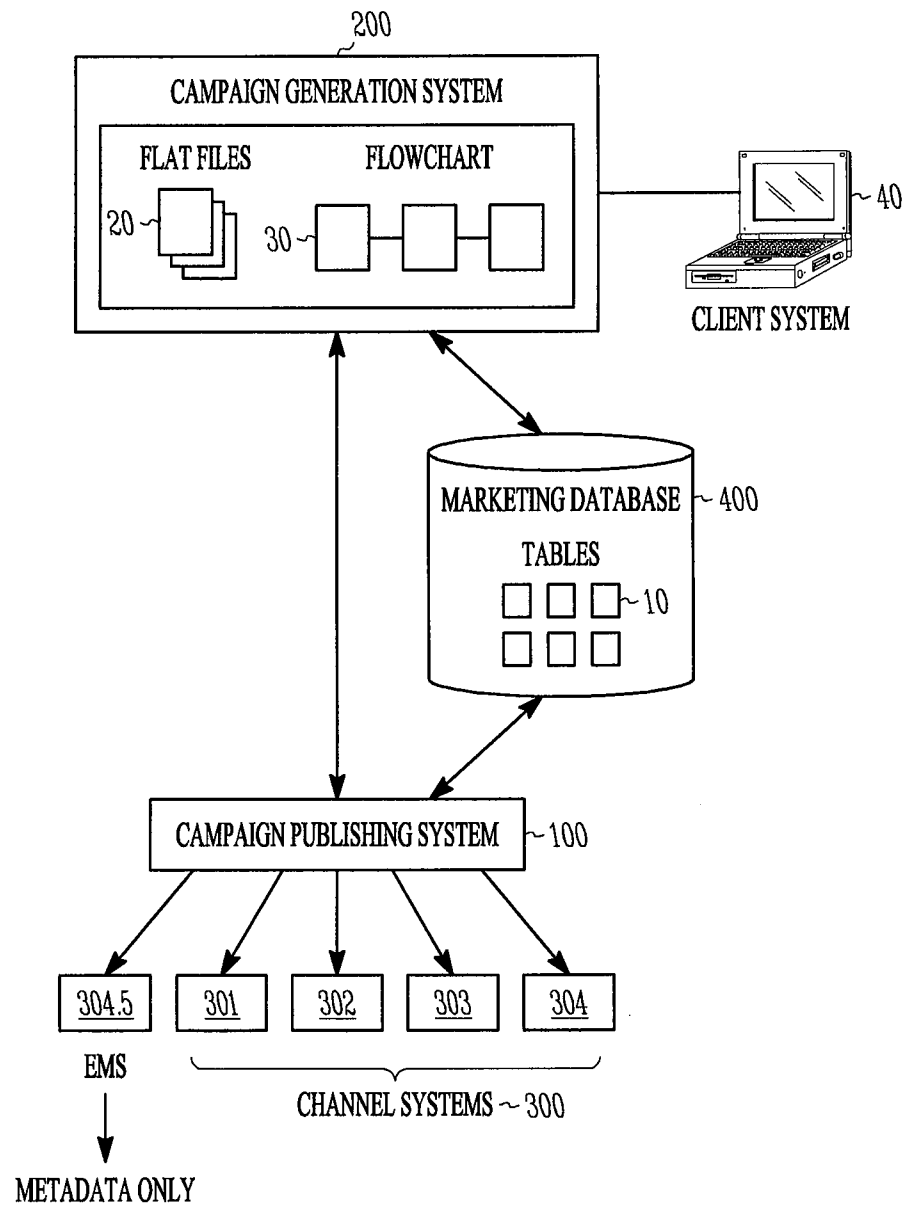 200
CAMPAIGN GENERATION SYSTEM
FLAT FILES
FLOWCHART
20
30
40
CLIENT SYSTEM
MARKETING DATABASE
400
TABLES
10
CAMPAIGN PUBLISHING SYSTEM
100
304.5
301
302
303
304
EMS
CHANNEL SYSTEMS
300
METADATA ONLY